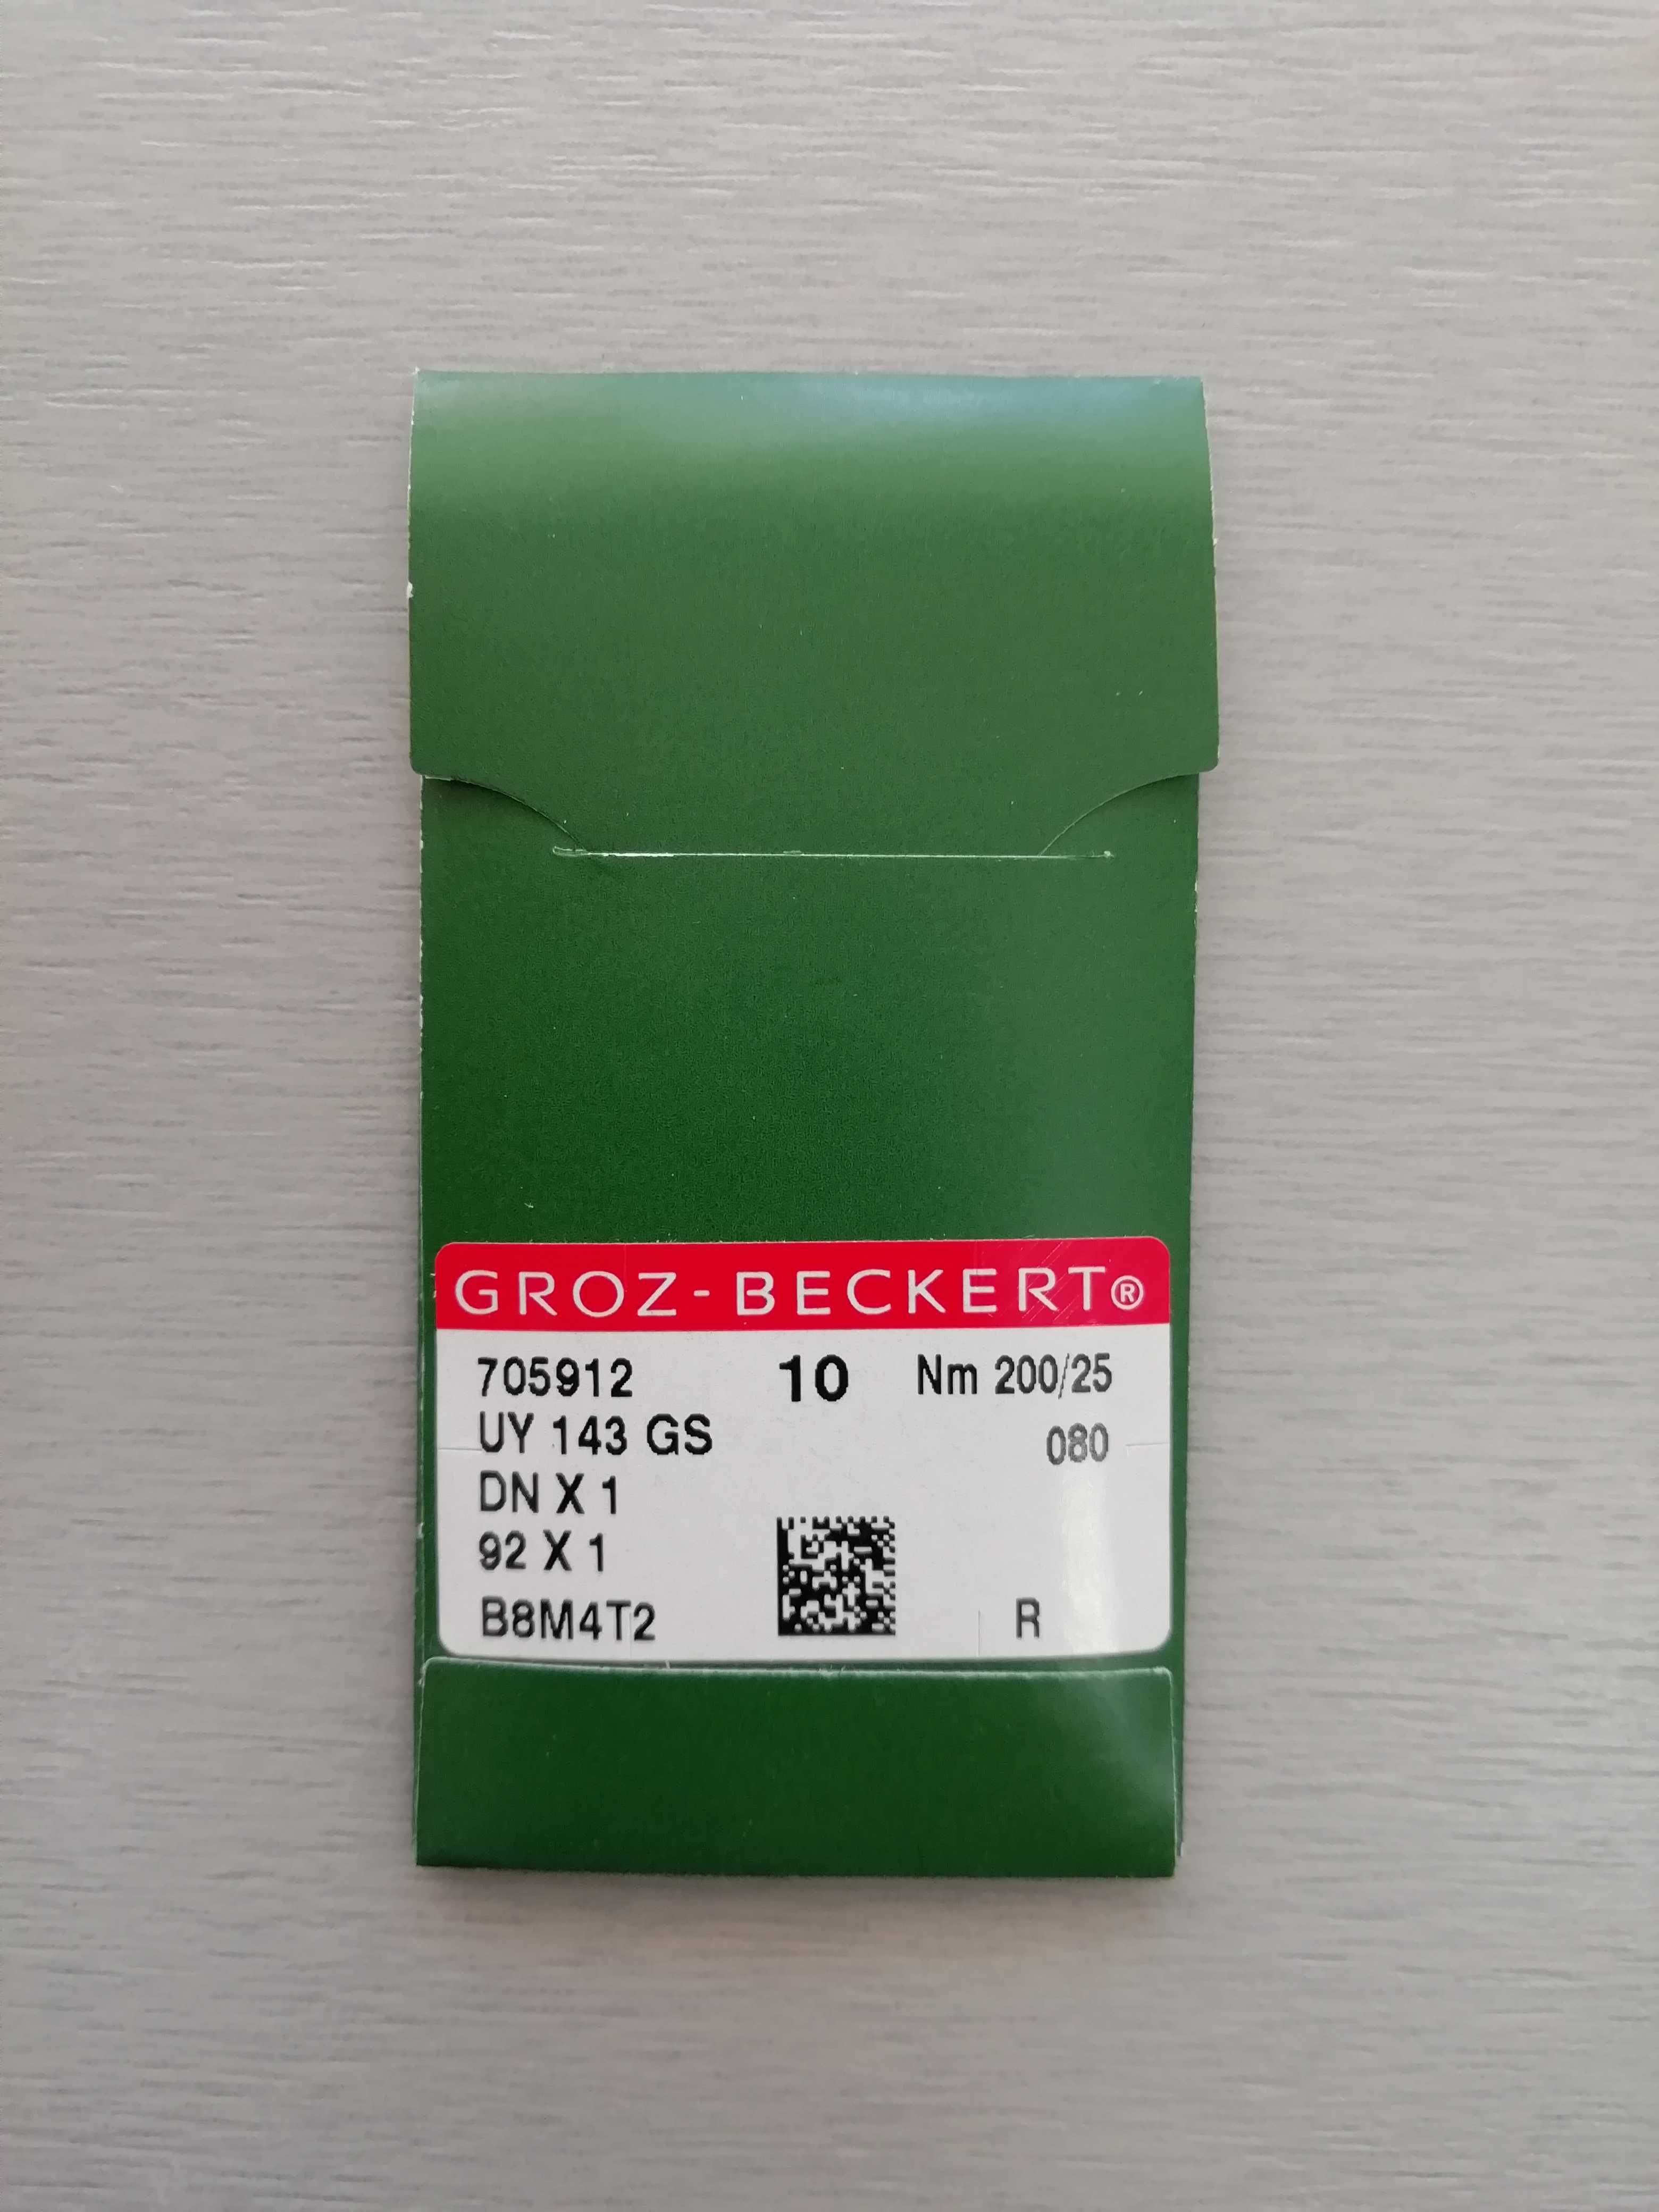 GROZ-BECKERT®
705912 10 Nm 200/25
UY 143 GS 080
DN X 1
92 X 1
B8M4T2 R